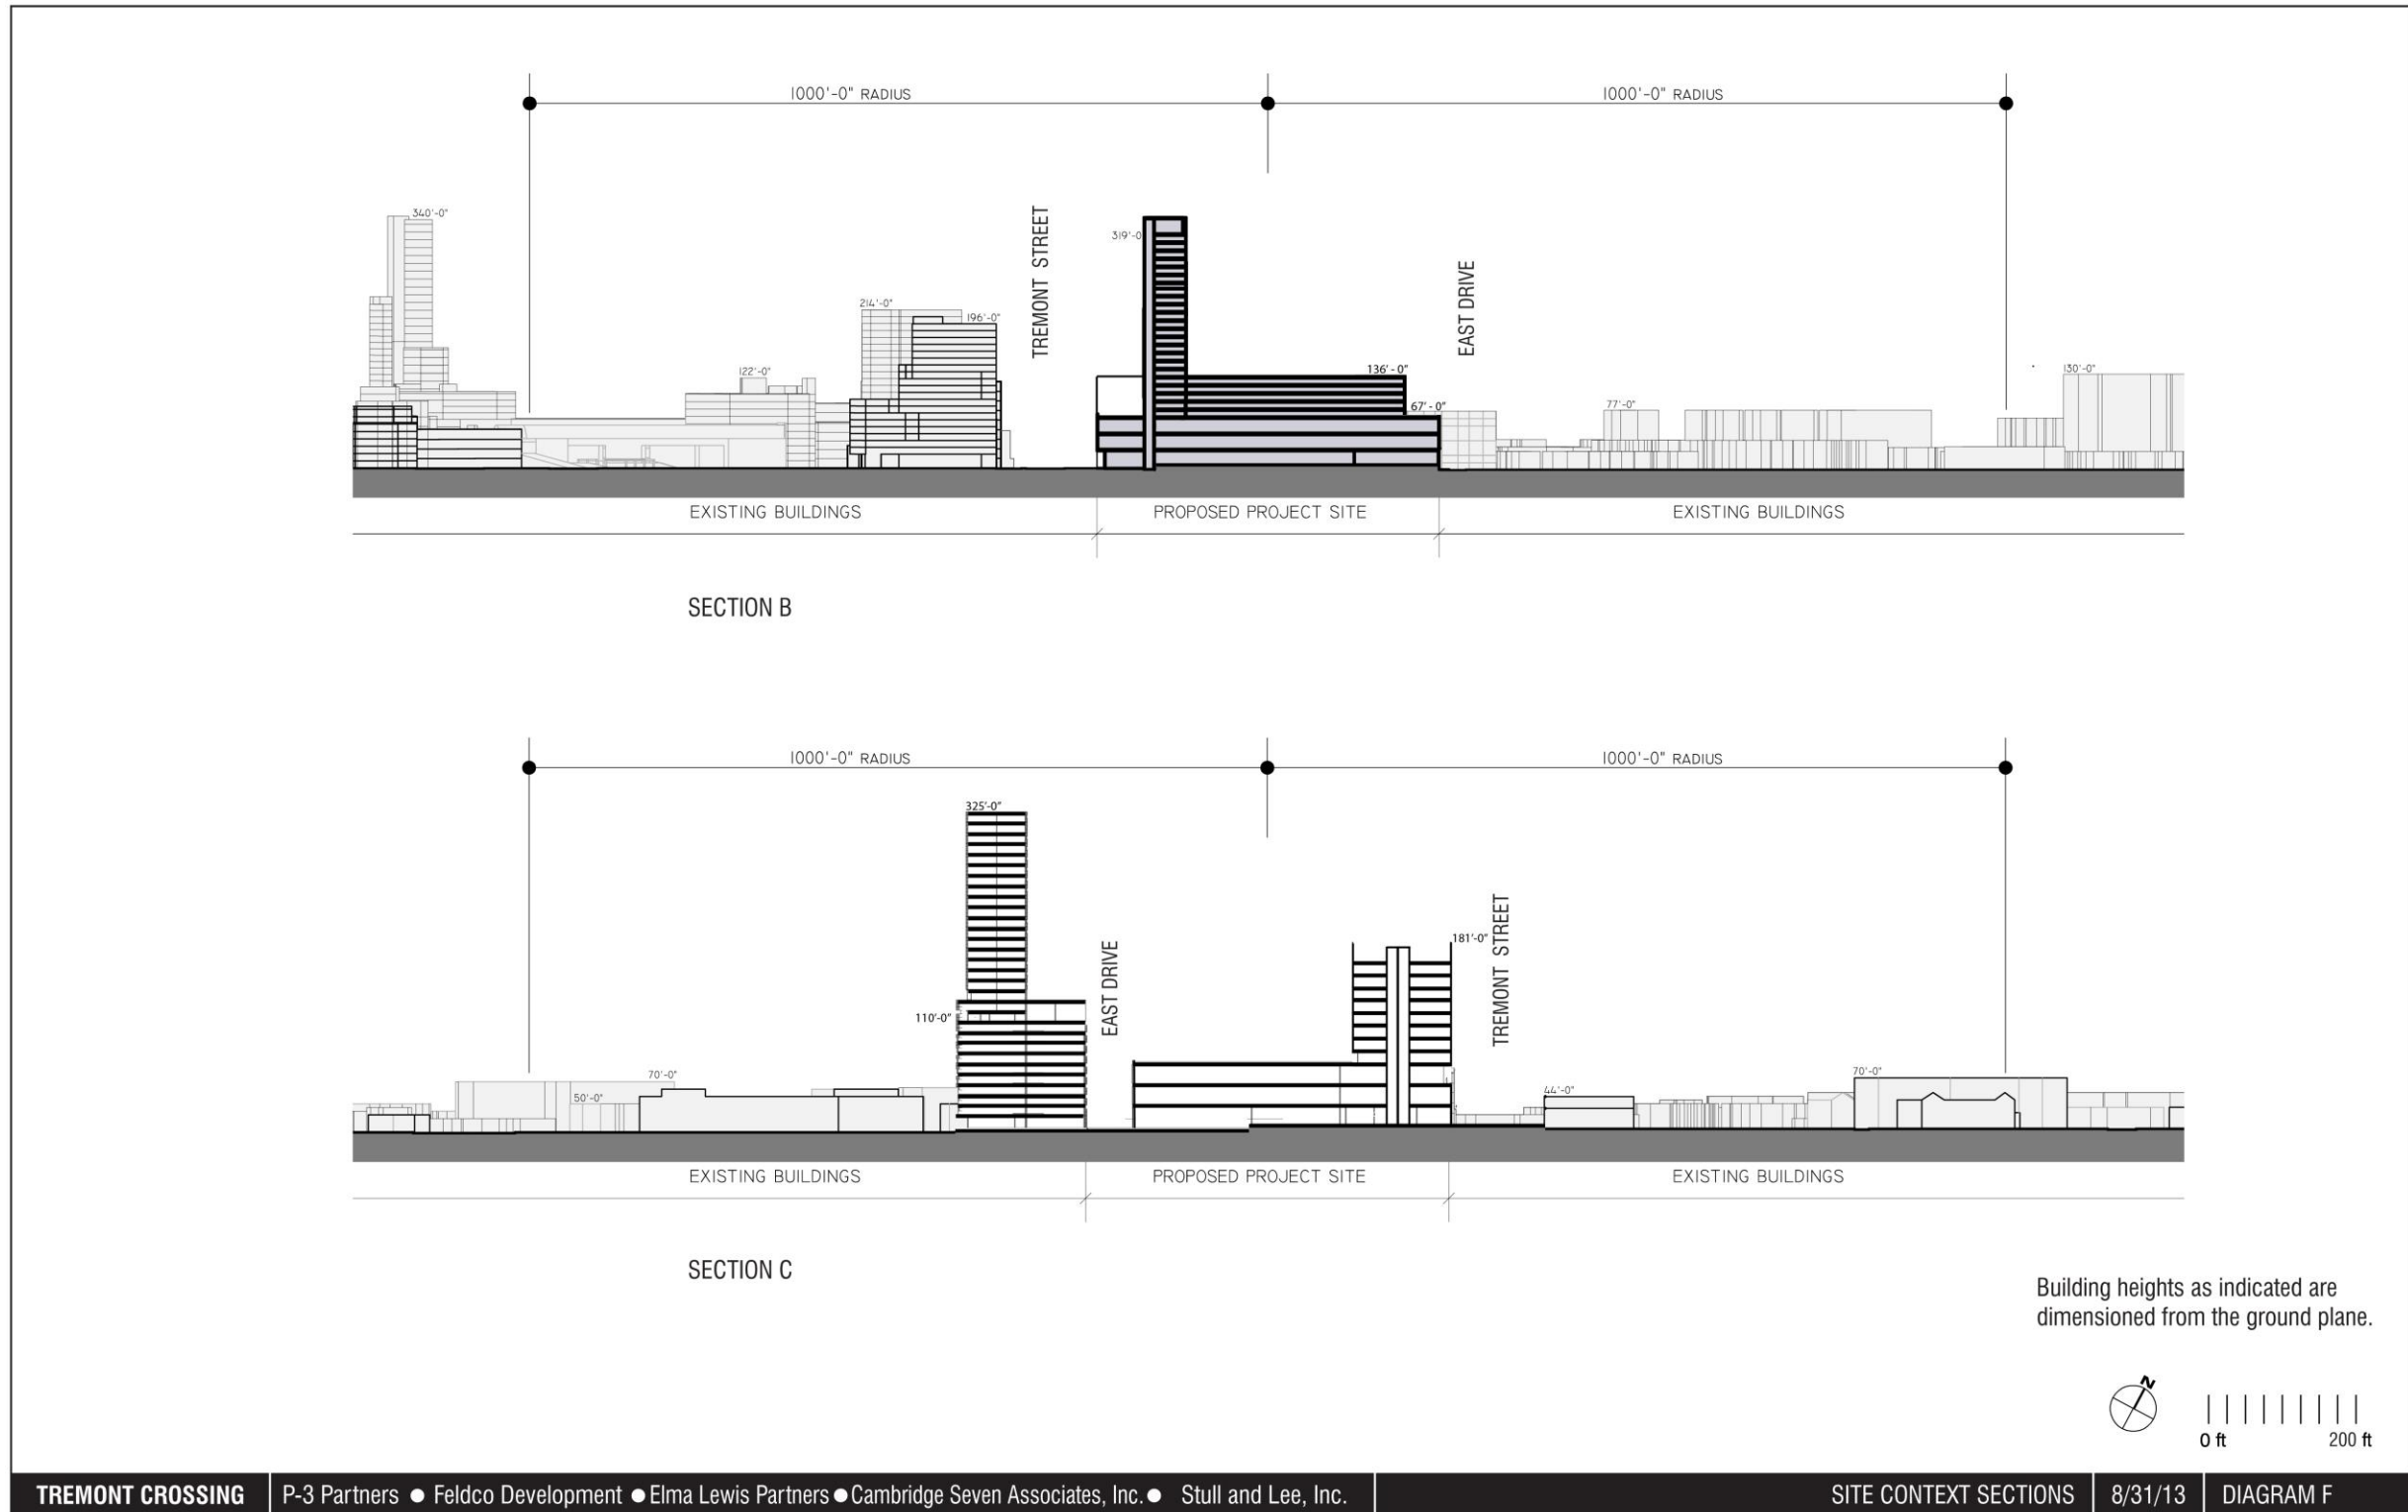 1000'-0" RADIUS
1000'-0" RADIUS
TREMONT STREET
340'-0"
319'-0
EAST DRIVE
214'-0"
196'-0"
122'-0"
136' - 0"
130'-0"
67' - 0"
77'-0"
EXISTING BUILDINGS
PROPOSED PROJECT SITE
EXISTING BUILDINGS
SECTION B
1000'-0" RADIUS
1000'-0" RADIUS
325'-0"
TREMONT STREET
181'-0"
EAST DRIVE
110'-0"
70'-0"
70'-0"
50'-0"
44'-0"
EXISTING BUILDINGS
PROPOSED PROJECT SITE
EXISTING BUILDINGS
SECTION C
Building heights as indicated are
dimensioned from the ground plane.
N
0 ft
200 ft
TREMONT CROSSING
P-3 Partners ● Feldco Development ● Elma Lewis Partners ● Cambridge Seven Associates, Inc. ● Stull and Lee, Inc.
SITE CONTEXT SECTIONS
8/31/13
DIAGRAM F